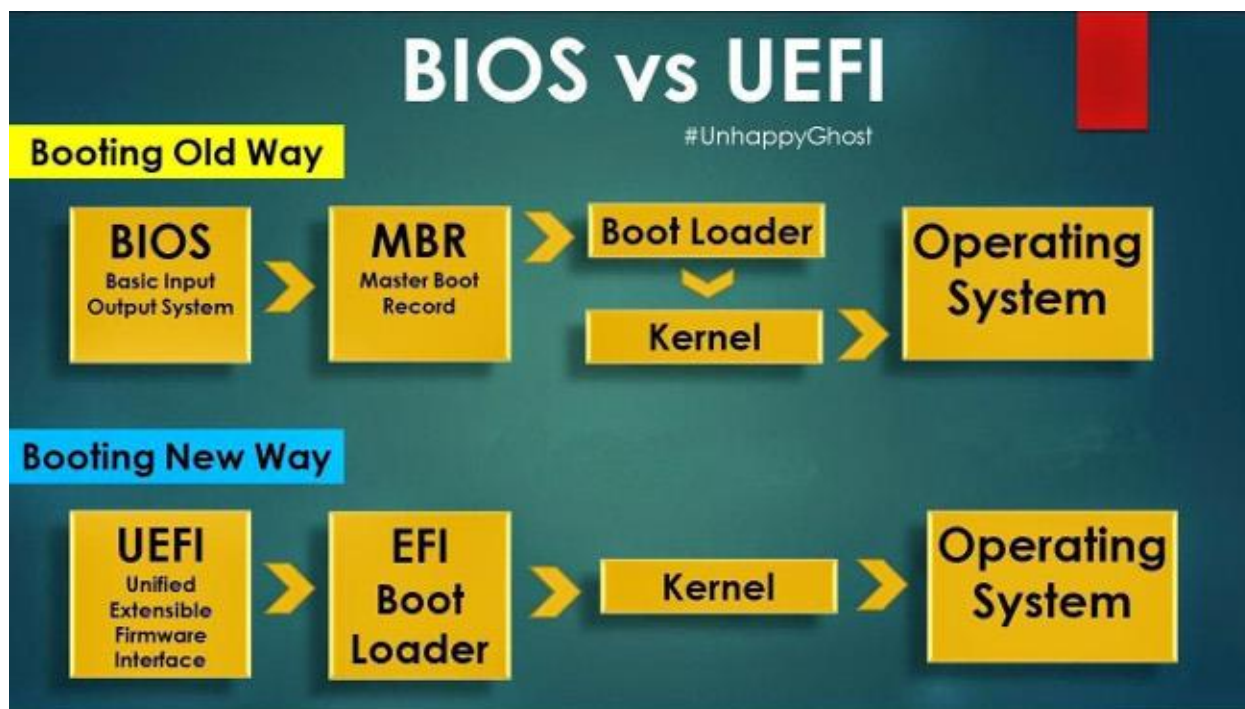 BIOS vs UEFI
#UnhappyGhost
Booting Old Way
BIOS
Basic Input
Output System
MBR
Master Boot
Record
Boot Loader
Kernel
Operating
System
Booting New Way
UEFI
Unified
Extensible
Firmware
Interface
EFI
Boot
Loader
Kernel
Operating
System